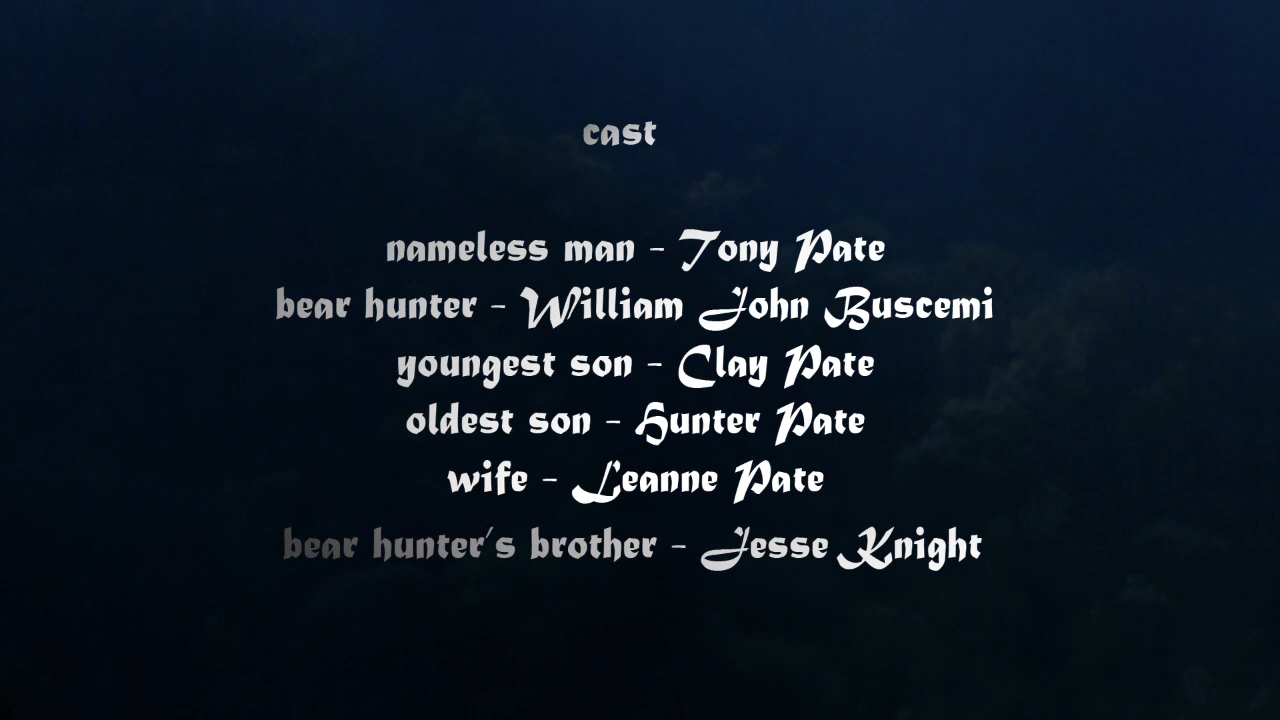 cast
nameless man - Tony Pate
bear hunter - William John Buscemi
youngest son - Clay Pate
oldest son - Hunter Pate
wife - Leanne Pate
bear hunter's brother - Jesse Knight